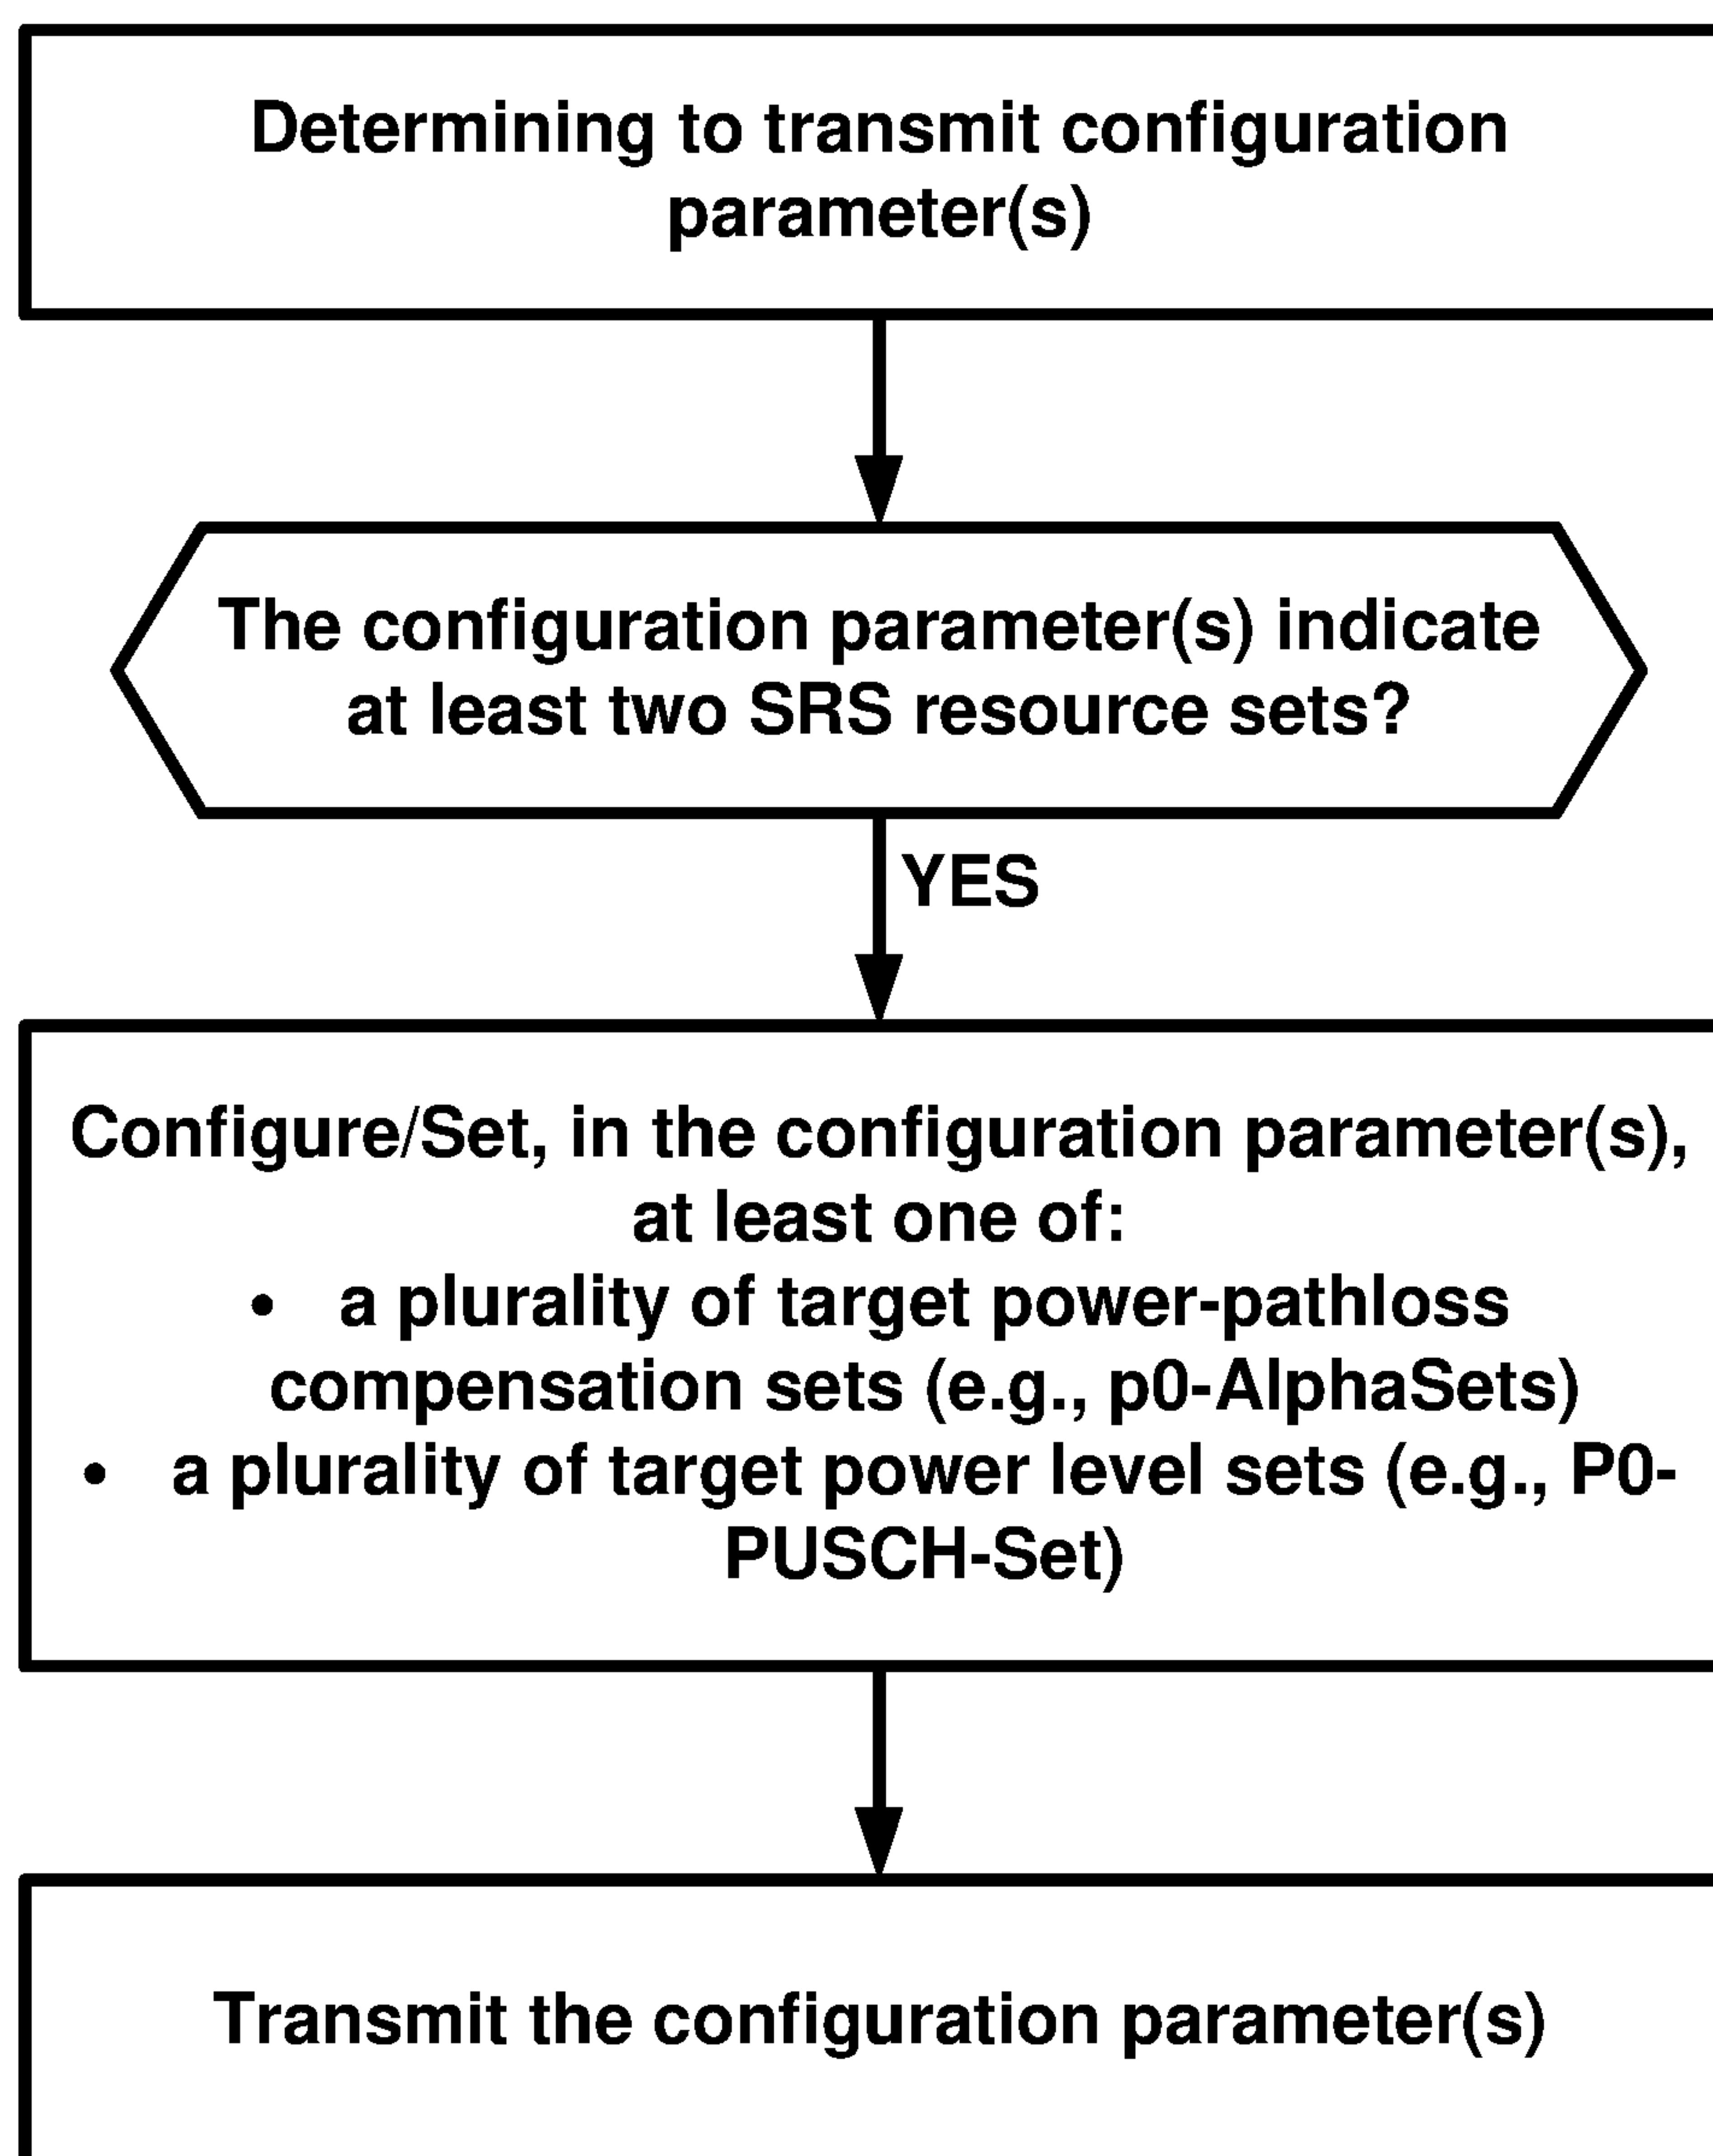 Determining to transmit configuration
parameter(s)
The configuration parameter(s) indicate
at least two SRS resource sets?
YES
Configure/Set, in the configuration parameter(s),
at least one of:
• a plurality of target power-pathloss
compensation sets (e.g., p0-AlphaSets)
• a plurality of target power level sets (e.g., P0-
PUSCH-Set)
Transmit the configuration parameter(s)